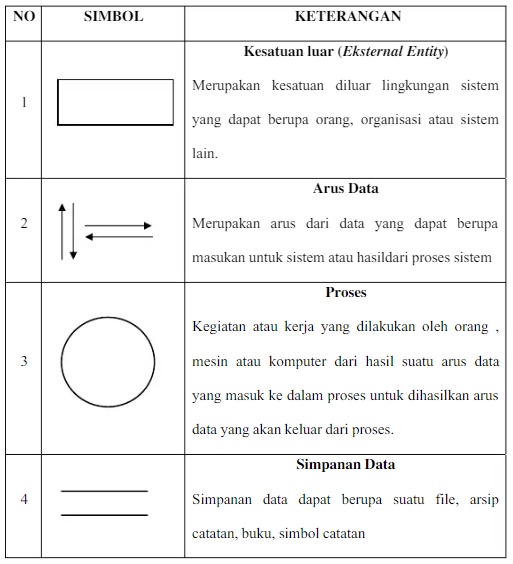 NO SIMBOL KETERANGAN
1
Kesatuan luar (Eksternal Entity)
Merupakan kesatuan diluar lingkungan sistem
yang dapat berupa orang, organisasi atau sistem
lain.
2
Arus Data
Merupakan arus dari data yang dapat berupa
masukan untuk sistem atau hasildari proses sistem
3
Proses
Kegiatan atau kerja yang dilakukan oleh orang ,
mesin atau komputer dari hasil suatu arus data
yang masuk ke dalam proses untuk dihasilkan arus
data yang akan keluar dari proses.
4
Simpanan Data
Simpanan data dapat berupa suatu file, arsip
catatan, buku, simbol catatan